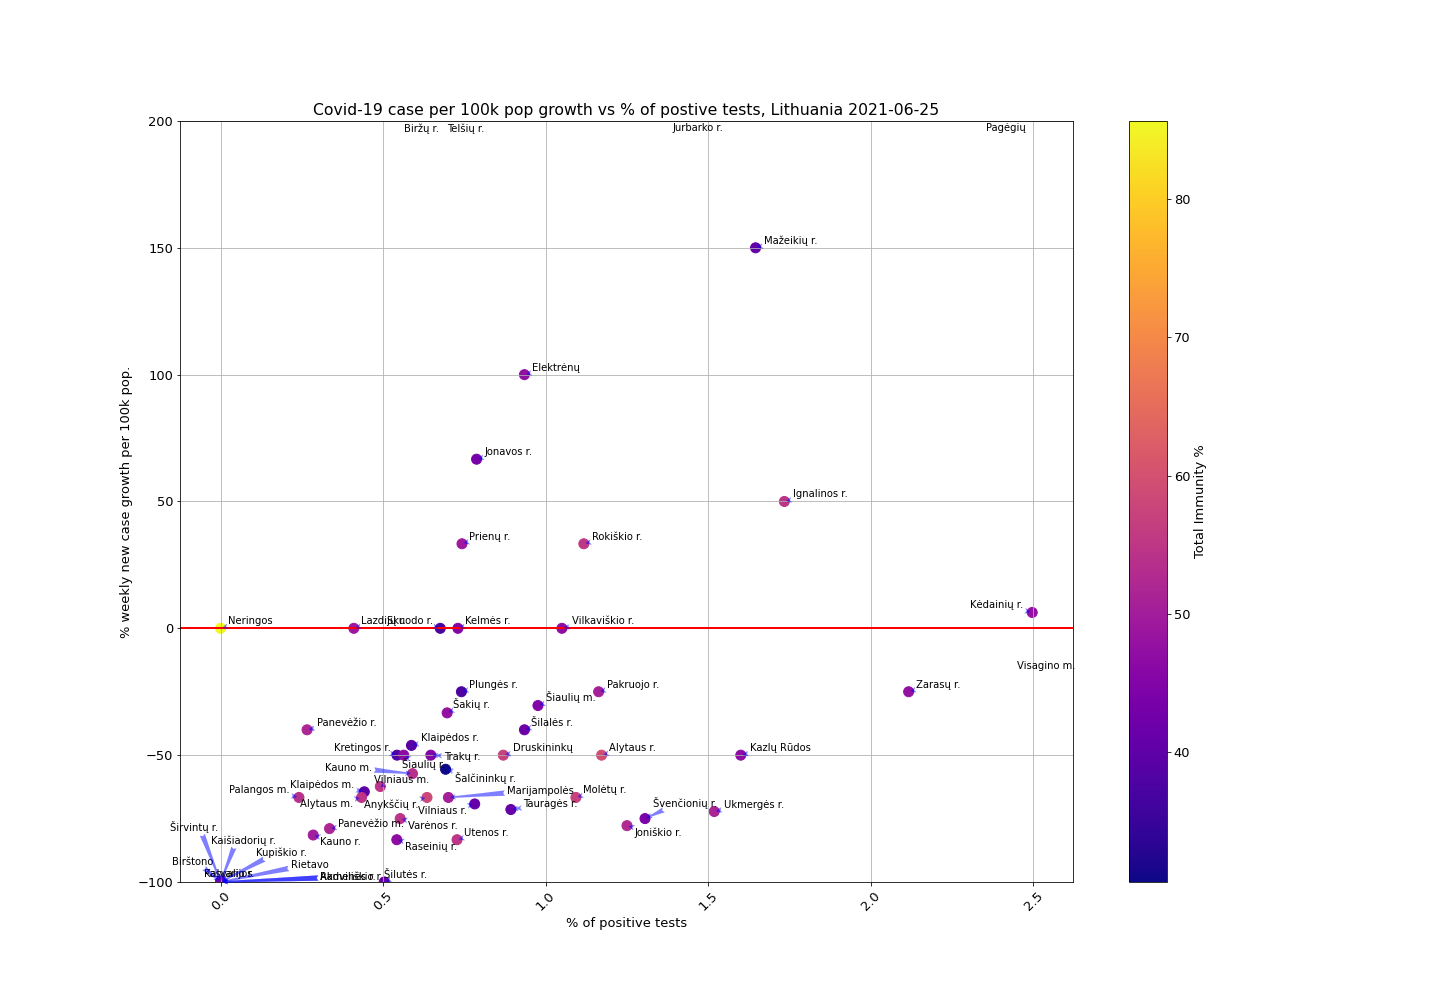 Covid-19 case per 100k pop growth vs % of postive tests, Lithuania 2021-06-25
200
150
100
50
0
−50
−100
% weekly new case growth per 100k pop.
Biržų r.
Telšių r.
Jurbarko r.
Pagėgių
Mažeikių r.
Elektrėnų
Jonavos r.
Ignalinos r.
Prienų r.
Rokiškio r.
Kėdainių r.
Neringos
Lazdijų r.
Skuodo r.
Kelmės r.
Vilkaviškio r.
Visagino m.
Plungės r.
Pakruojo r.
Zarasų r.
Šiaulių m.
Šakių r.
Panevėžio r.
Šilalės r.
Klaipėdos r.
Kretingos r.
Trakų r.
Druskininkų
Alytaus r.
Kazlų Rūdos
Šiaulių r.
Kauno m.
Vilniaus m.
Šalčininkų r.
Klaipėdos m.
Palangos m.
Marijampolės
Molėtų r.
Alytaus m.
Anykščių r.
Tauragės r.
Švenčionių r.
Ukmergės r.
Vilniaus r.
Panevėžio m.
Varėnos r.
Širvintų r.
Utenos r.
Joniškio r.
Kaišiadorių r.
Kauno r.
Raseinių r.
Kupiškio r.
Birštono
Rietavo
Šilutės r.
0.0
0.5
1.0
1.5
2.0
2.5
% of positive tests
80
70
60
50
40
Total Immunity %